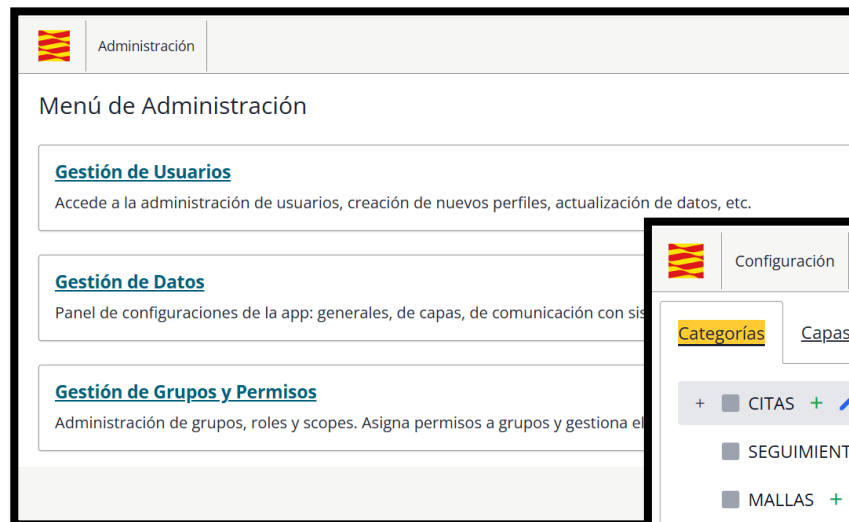 Administración
Menú de Administración
Gestión de Usuarios
Accede a la administración de usuarios, creación de nuevos perfiles, actualización de datos, etc.
Gestión de Datos
Panel de configuraciones de la app: generales, de capas, de comunicación con
Gestión de Grupos y Permisos
Administración de grupos, roles y scopes. Asigna permisos a grupos y gestiona
Configuración
Categorías Capas
+ CITAS +
MALLAS +